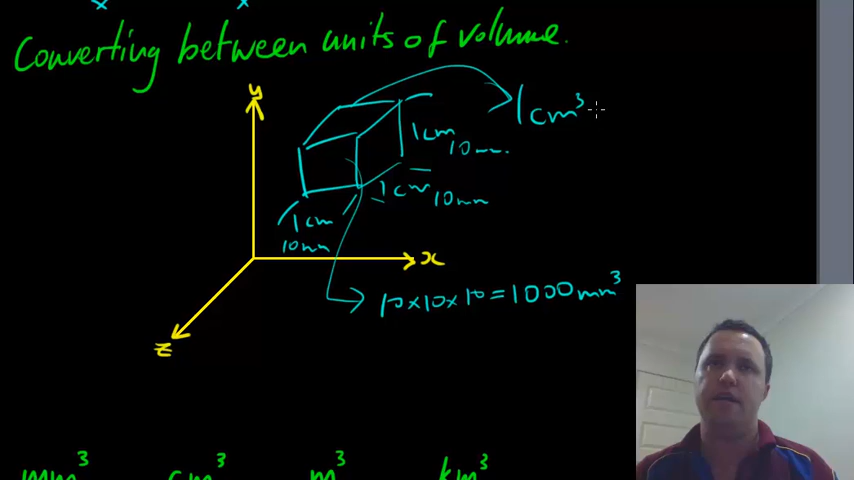 Converting between units of volume.
y
1cm³
1cm
10mm.
1cm
10mm
1cm
10mm
x
10×10×10=1000mm³
z
mm³ cm³ m³ km³